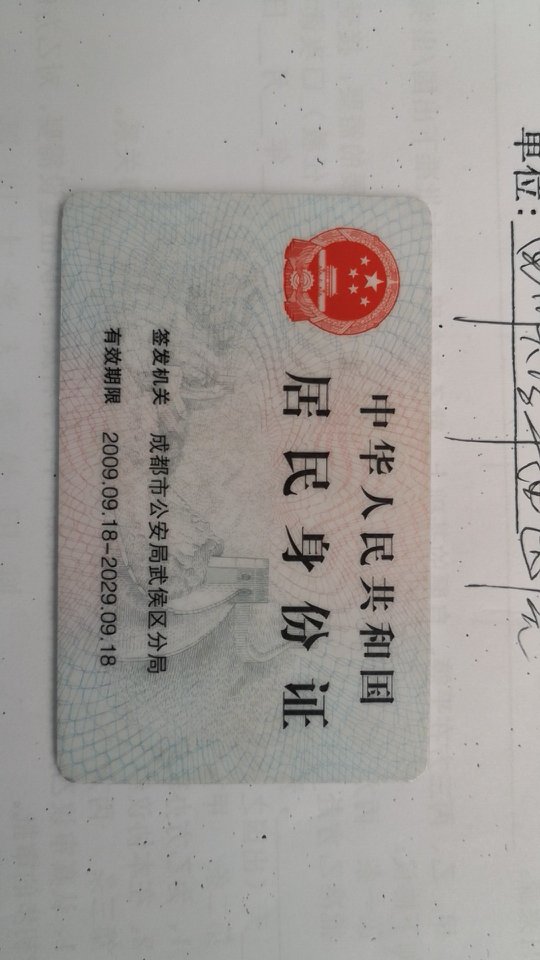 单位:
中华人民共和国
居民身份证
签发机关 成都市公安局武侯区分局
有效期限 2009.09.18-2029.09.18